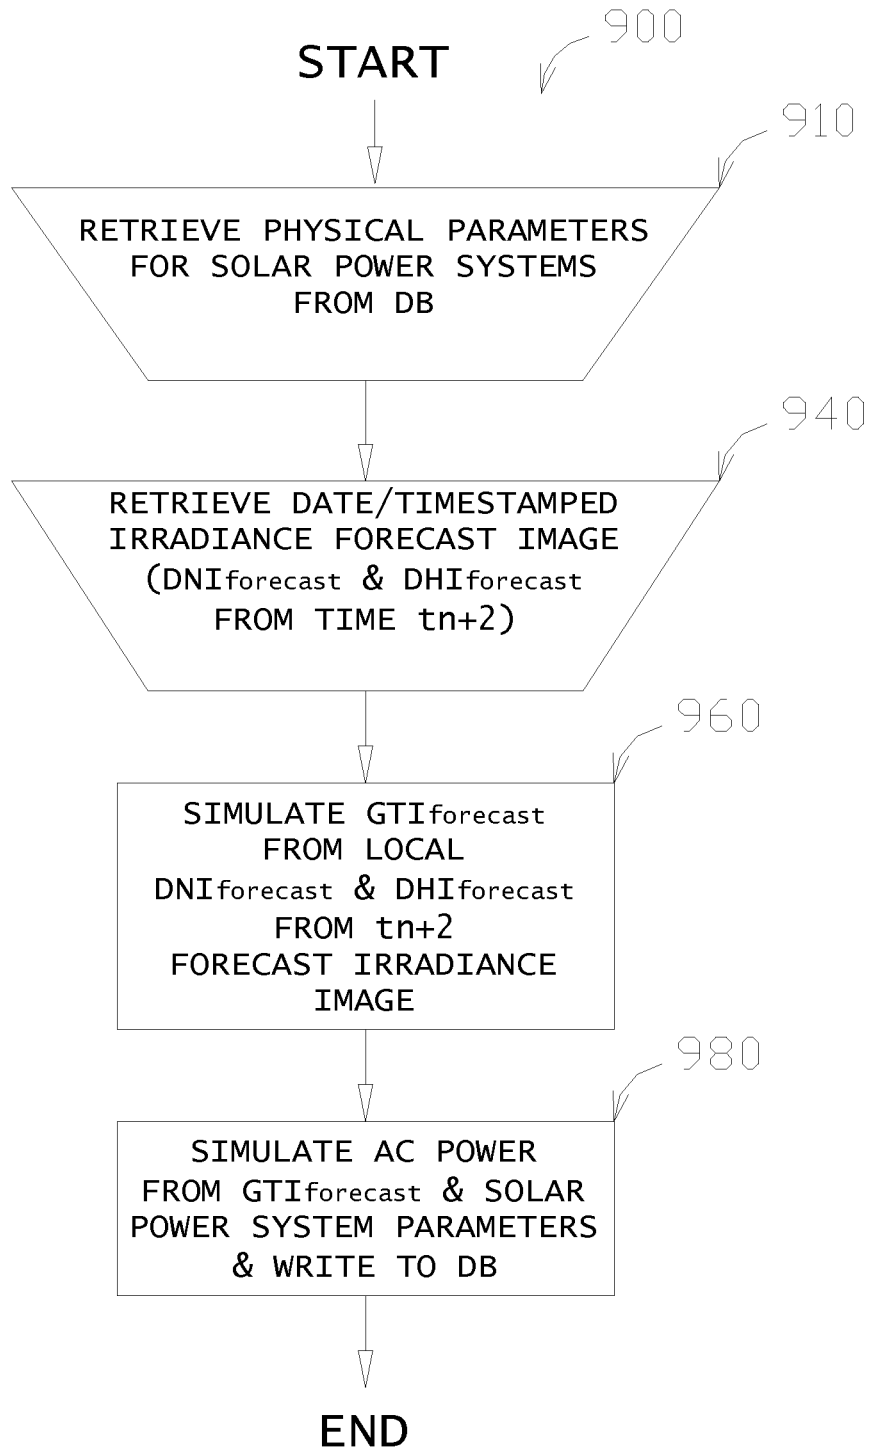 900
START
910
RETRIEVE PHYSICAL PARAMETERS
FOR SOLAR POWER SYSTEMS
FROM DB
940
RETRIEVE DATE/TIMESTAMPED
IRRADIANCE FORECAST IMAGE
(DNIforecast & DHIforecast
FROM TIME tn+2)
960
SIMULATE GTIforecast
FROM LOCAL
DNIforecast & DHIforecast
FROM tn+2
FORECAST IRRADIANCE
IMAGE
980
SIMULATE AC POWER
FROM GTIforecast & SOLAR
POWER SYSTEM PARAMETERS
& WRITE TO DB
END